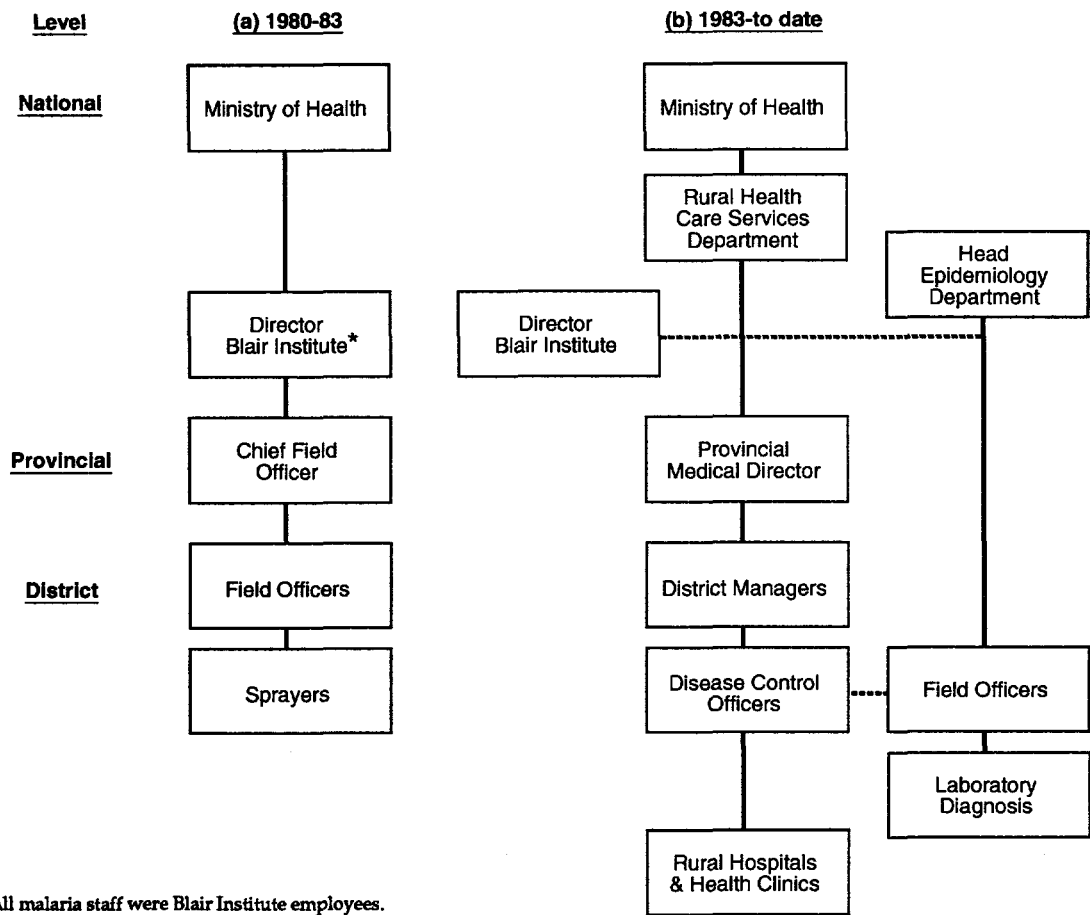 Level
(a) 1980-83
(b) 1983-to date
National
Ministry of Health
Ministry of Health
Rural Health
Care Services
Department
Head
Epidemiology
Department
Director
Blair Institute*
Director
Blair Institute
Provincial
Chief Field
Officer
Provincial
Medical Director
District
Field Officers
District Managers
Sprayers
Disease Control
Officers
Field Officers
Laboratory
Diagnosis
Rural Hospitals
& Health Clinics
All malaria staff were Blair Institute employees.